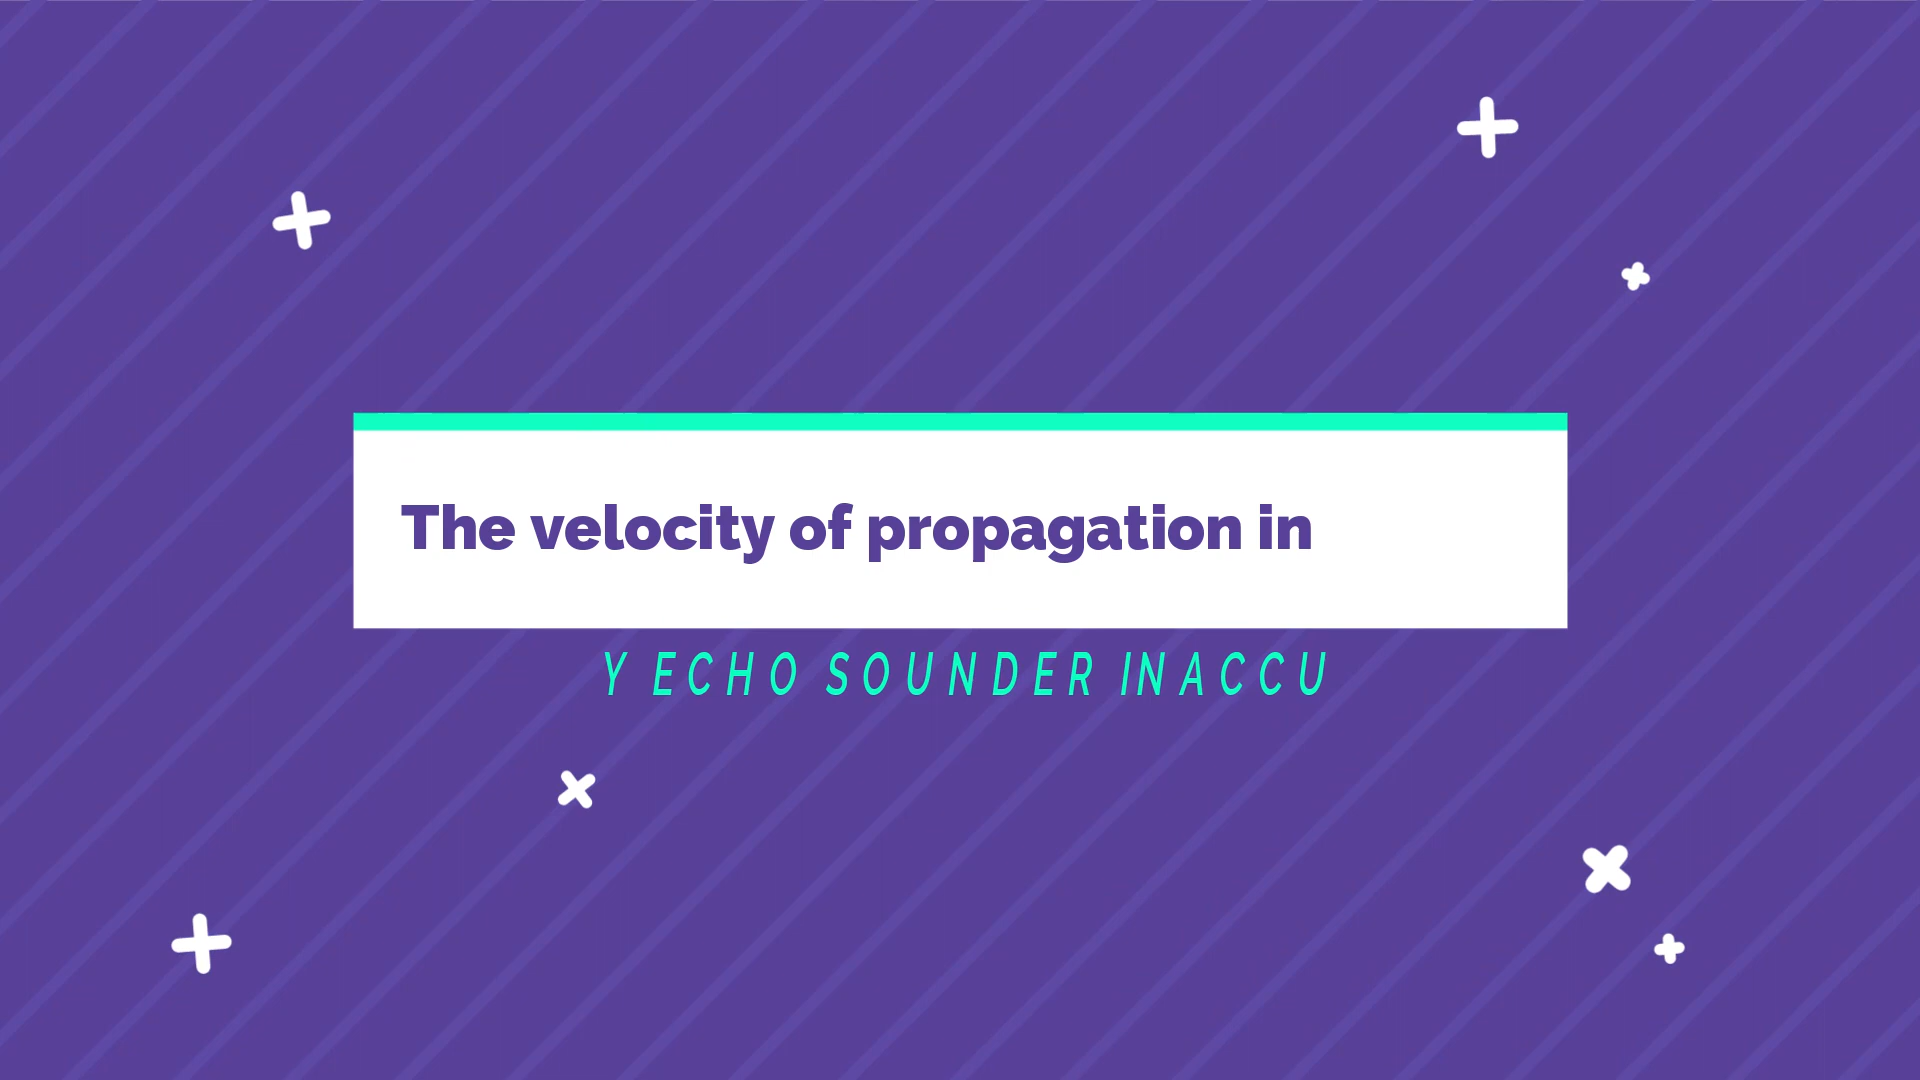 The velocity of propagation in
Y ECHO SOUNDER INACCU